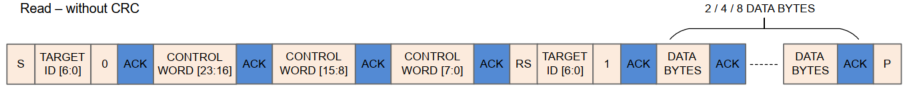 Read – without CRC
2 / 4 / 8 DATA BYTES
S
TARGET
ID [6:0]
0
ACK
CONTROL
WORD [23:16]
ACK
CONTROL
WORD [15:8]
ACK
CONTROL
WORD [7:0]
ACK
RS
TARGET
ID [6:0]
1
ACK
DATA
BYTES
ACK
DATA
BYTES
ACK
P